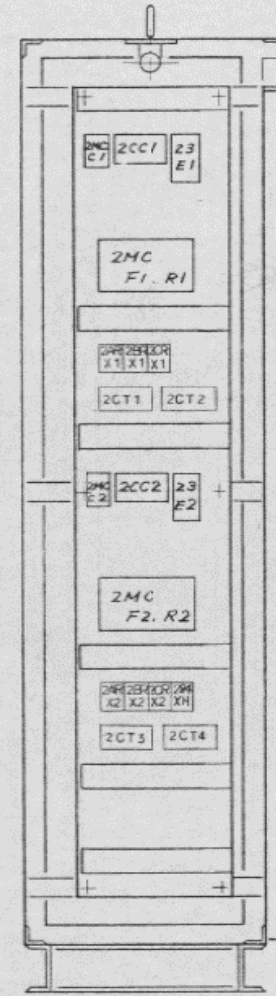 2MC 2CC1 23
C1 E1
2MC
F1. R1
2AR 2BR 2CR
X1 X1 X1
2CT1 2CT2
2MC 2CC2 23
C2 E2
2MC
F2. R2
2AR 2BR 2CR 294
X2 X2 X2 XH
2CT3 2CT4